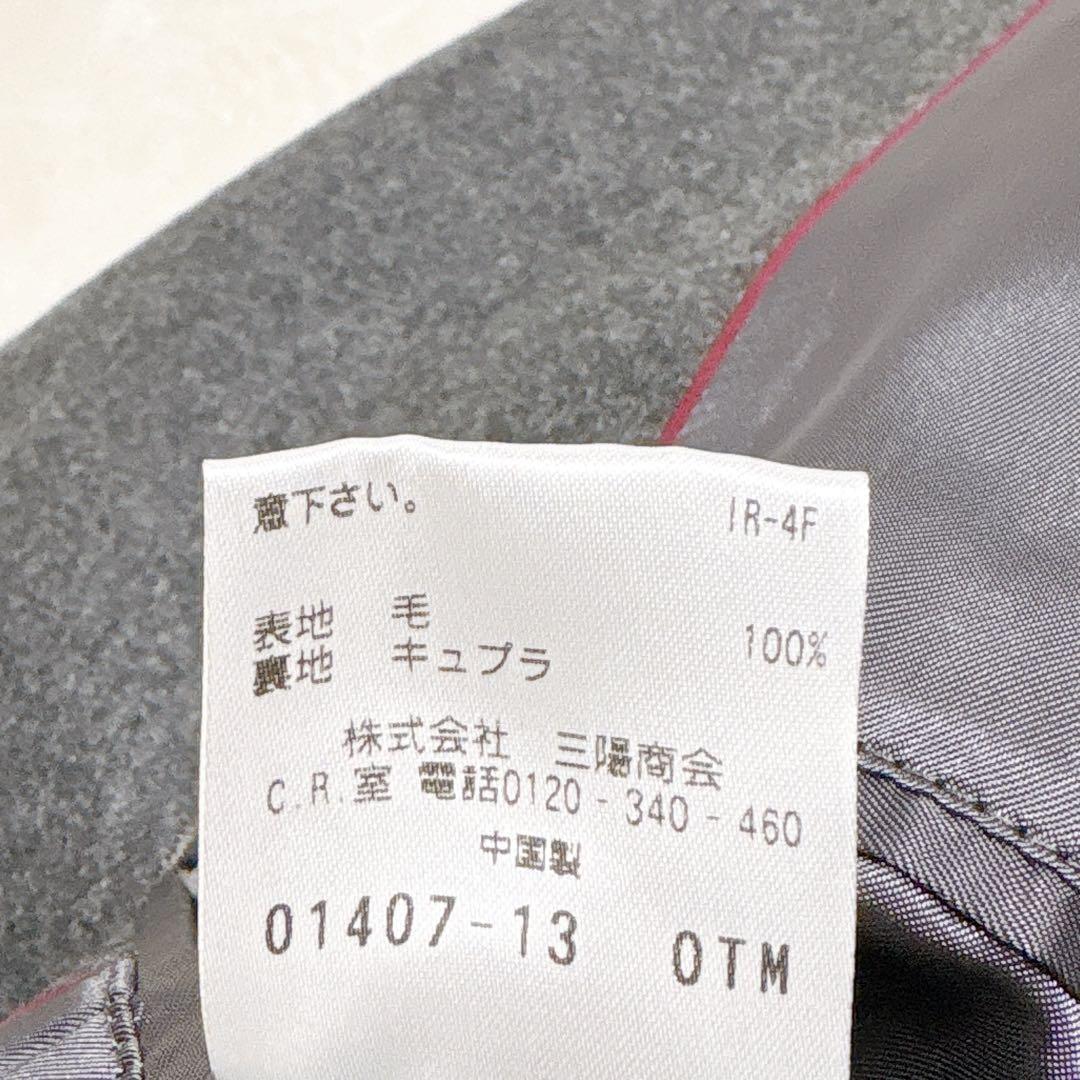 意下さい。 IR-4F
表地 毛 100%
裏地 キュプラ
株式会社 三陽商会
C.R.室 電話0120-340-460
中国製
01407-13 OTM